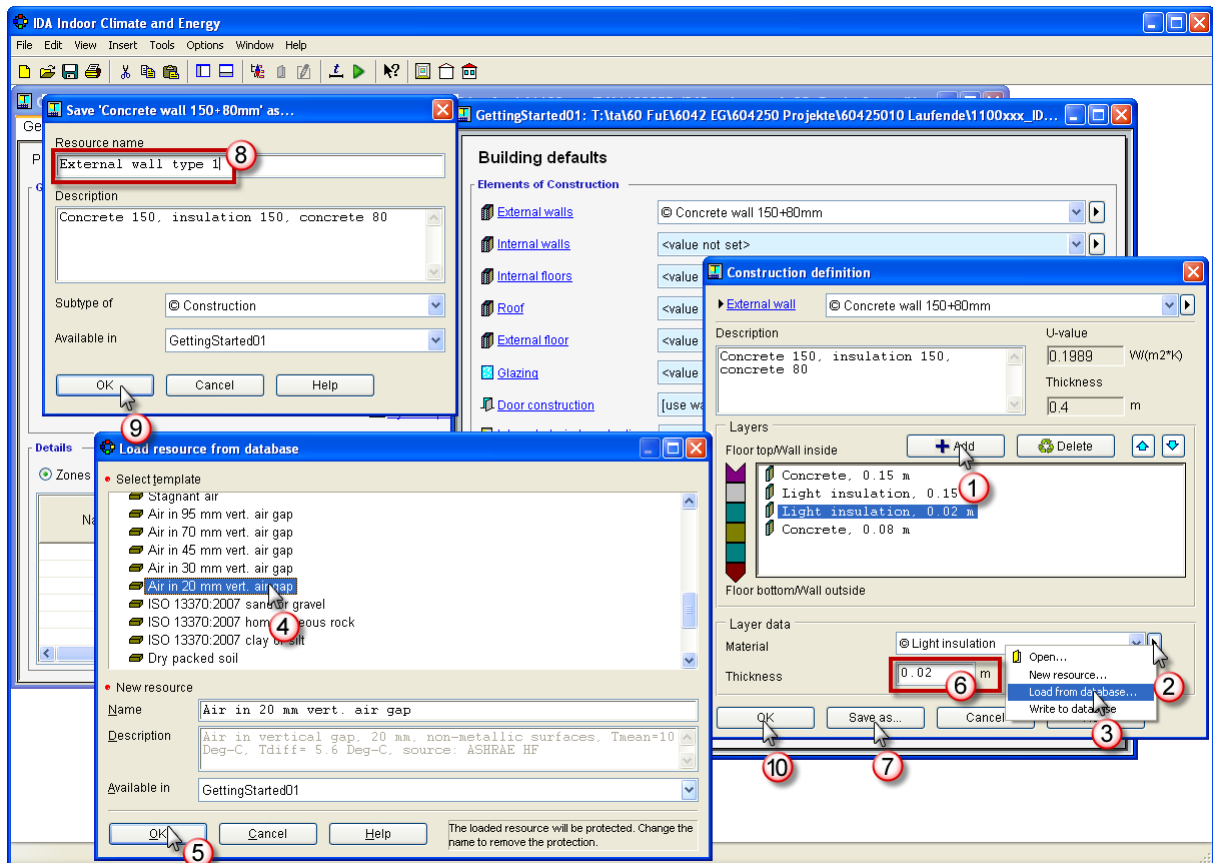 IDA Indoor Climate and Energy
File Edit View Insert Tools Options Window Help
Save 'Concrete wall 150+80mm' as...
Resource name
External wall type 1
8
Description
Concrete 150, insulation 150, concrete 80
Subtype of
© Construction
Available in
GettingStarted01
OK
Cancel
Help
9
GettingStarted01: T:\ta\60 FuE\6042 EG\604250 Projekte\60425010 Laufende\1100xxx_ID...
Building defaults
Elements of Construction
External walls
© Concrete wall 150+80mm
Internal walls
<value not set>
Internal floors
<value
Roof
<value
External floor
<value
Glazing
<value
Door construction
[use wa
Construction definition
External wall
© Concrete wall 150+80mm
Description
Concrete 150, insulation 150,
concrete 80
U-value
0.1989 W/(m2*K)
Thickness
0.4 m
Layers
Floor top/Wall inside
Add
Delete
1
Concrete, 0.15 m
Light insulation, 0.15
Light insulation, 0.02 m
Concrete, 0.08 m
Floor bottom/Wall outside
Layer data
Material
© Light insulation
Thickness
0.02 m
6
Open...
New resource...
Load from database...
Write to database
2
3
OK
Save as...
Cancel
10
7
Details
Zones
Na
Load resource from database
Select template
Stagnant air
Air in 95 mm vert. air gap
Air in 70 mm vert. air gap
Air in 45 mm vert. air gap
Air in 30 mm vert. air gap
Air in 20 mm vert. air gap
ISO 13370:2007 sand or gravel
ISO 13370:2007 homogeneous rock
ISO 13370:2007 clay or silt
Dry packed soil
4
New resource
Name
Air in 20 mm vert. air gap
Description
Air in vertical gap, 20 mm, non-metallic surfaces, Tmean=10
Deg-C, Tdiff= 5.6 Deg-C, source: ASHRAE HF
Available in
GettingStarted01
OK
Cancel
Help
The loaded resource will be protected. Change the
name to remove the protection.
5